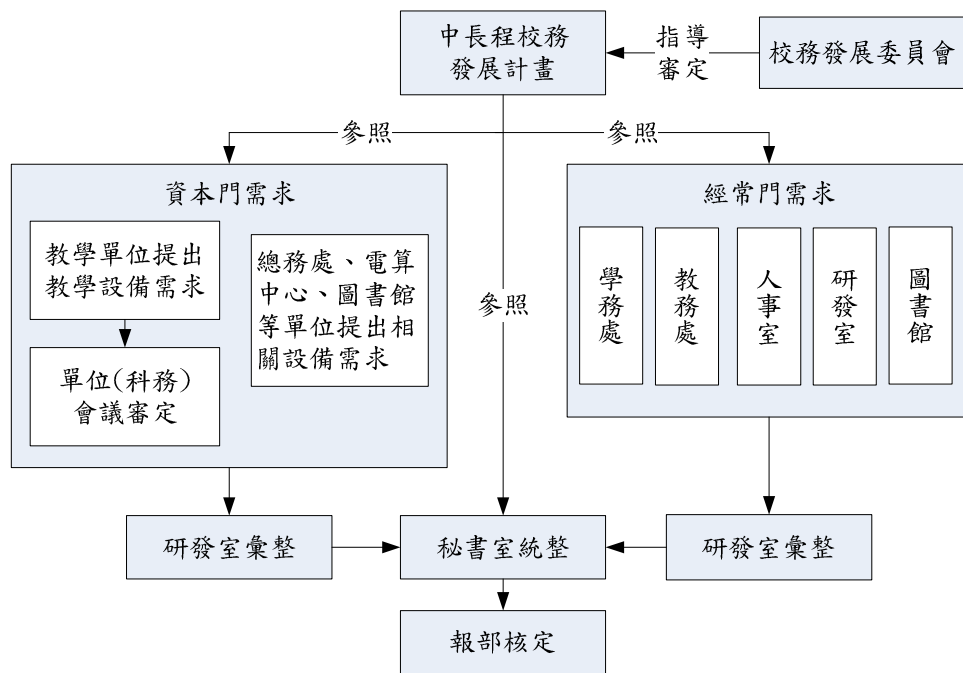 中長程校務
發展計畫
指導
審定
校務發展委員會
參照
參照
資本門需求
教學單位提出
教學設備需求
單位(科務)
會議審定
總務處、電算
中心、圖書館
等單位提出相
關設備需求
參照
經常門需求
學務處
教務處
人事室
研發室
圖書館
研發室彙整
秘書室統整
研發室彙整
報部核定